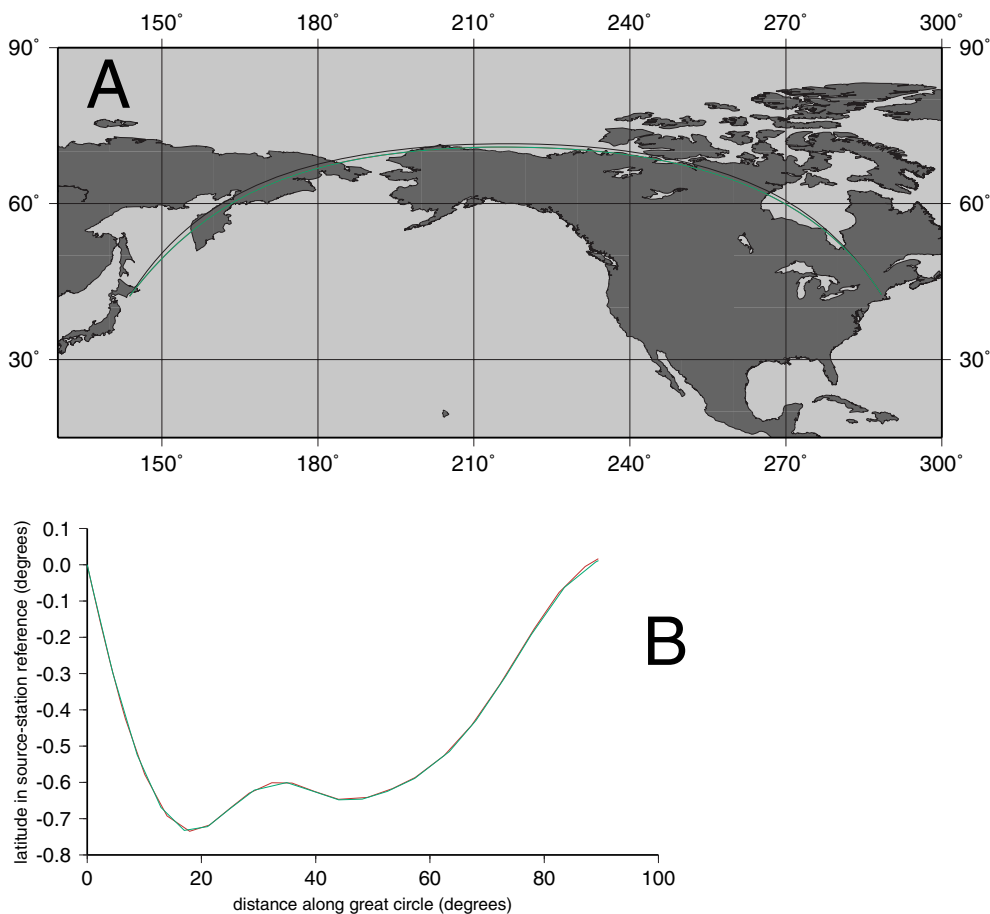 150˚ 180˚ 210˚ 240˚ 270˚ 300˚
90˚ 90˚
A
60˚ 60˚
30˚ 30˚
150˚ 180˚ 210˚ 240˚ 270˚ 300˚
0.1
0.0
-0.1
-0.2
-0.3
-0.4
-0.5
-0.6
-0.7
-0.8
latitude in source-station reference (degrees)
B
0 20 40 60 80 100
distance along great circle (degrees)